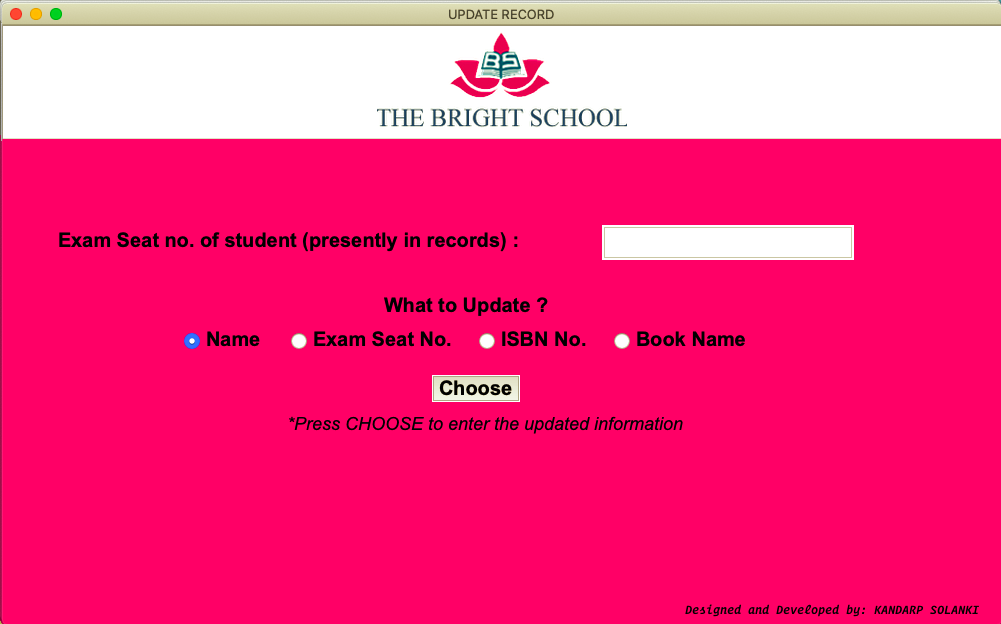 UPDATE RECORD
BS
THE BRIGHT SCHOOL
Exam Seat no. of student (presently in records) :
What to Update ?
Name Exam Seat No. ISBN No. Book Name
Choose
*Press CHOOSE to enter the updated information
Designed and Developed by: KANDARP SOLANKI